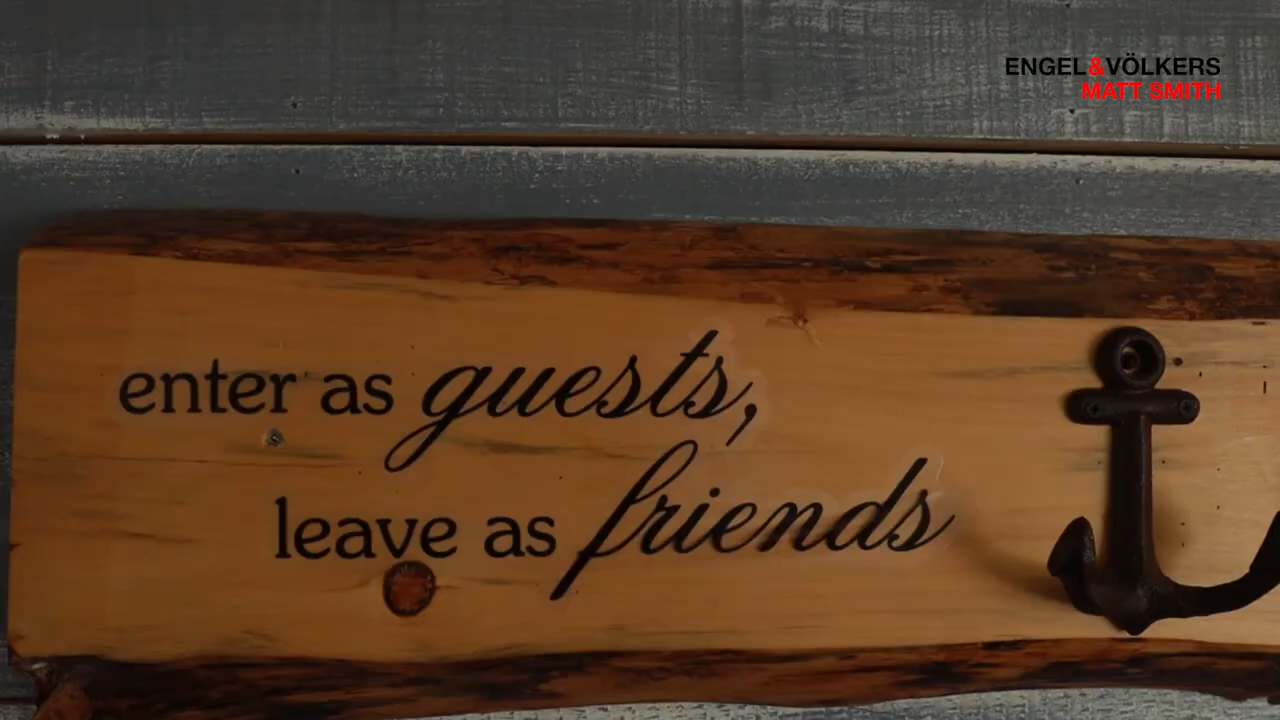 ENGEL&VÖLKERS
MATT SMITH
enter as guests,
leave as friends